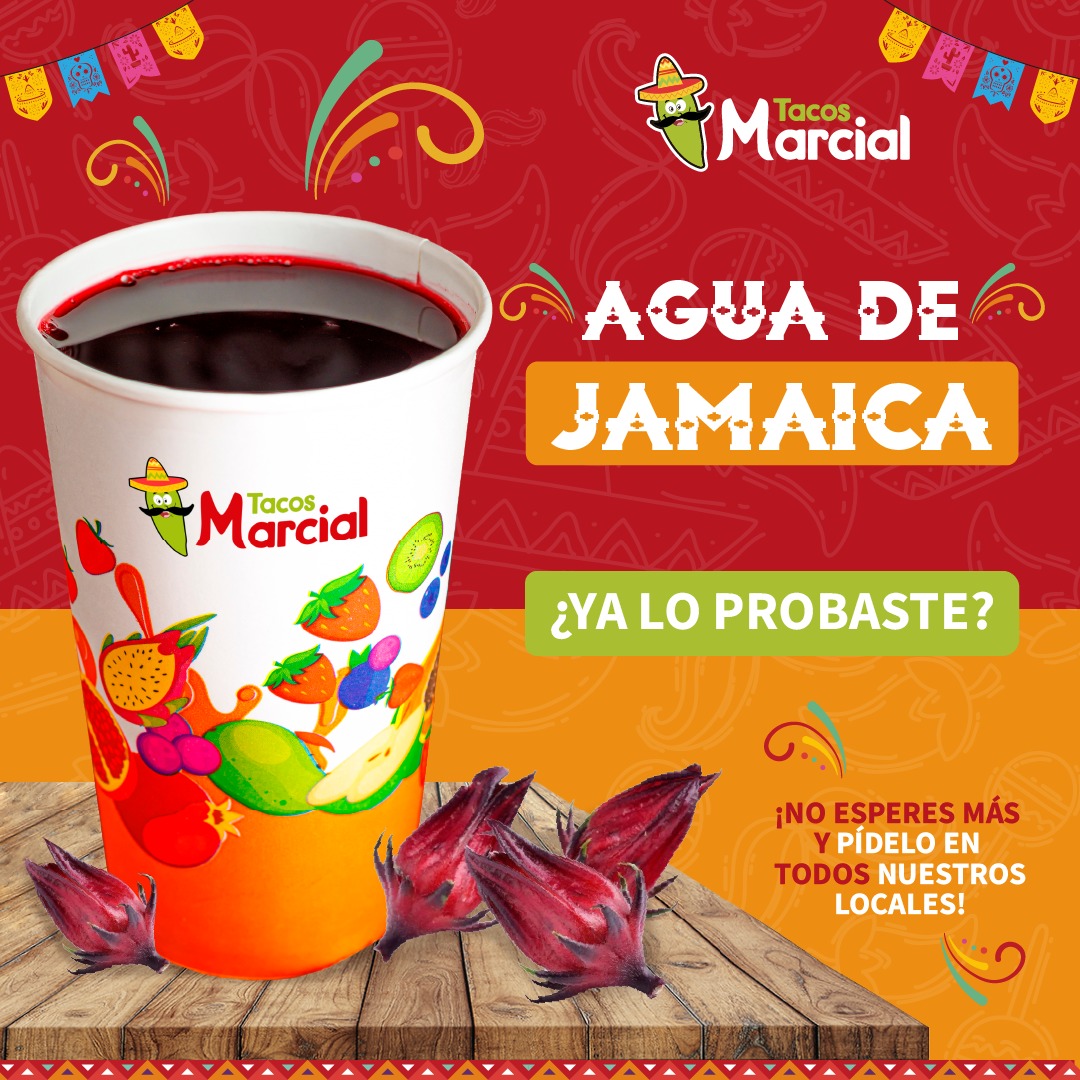 Tacos
Marcial
AGUA DE
JAMAICA
Tacos
Marcial
¿YA LO PROBASTE?
¡NO ESPERES MÁS
Y PÍDELO EN
TODOS NUESTROS
LOCALES!